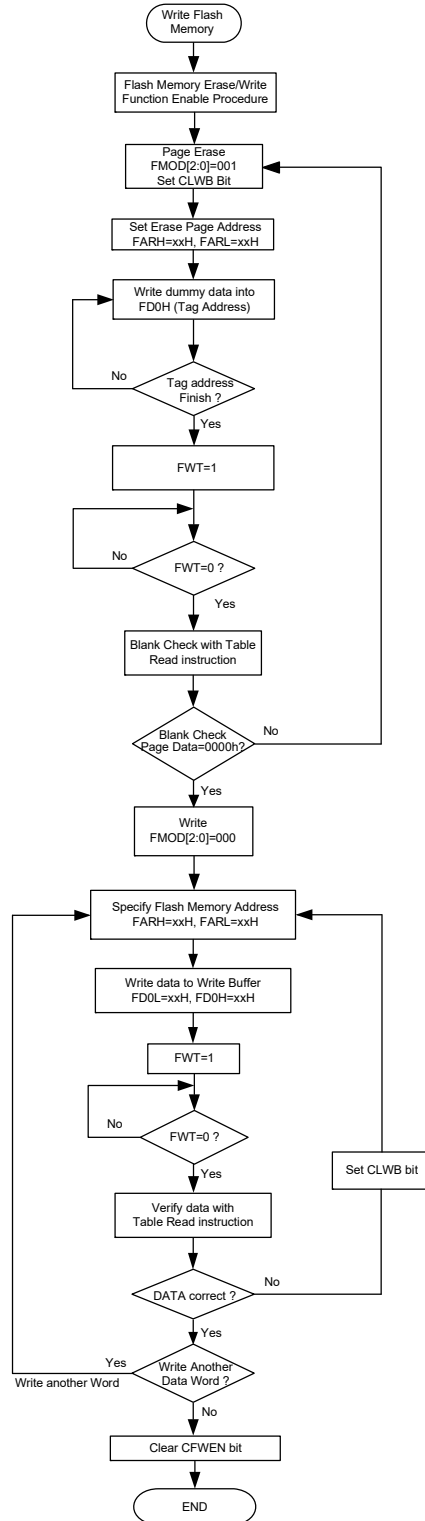 Write Flash
Memory
Flash Memory Erase/Write
Function Enable Procedure
Page Erase
FMOD[2:0]=001
Set CLWB Bit
Set Erase Page Address
FARH=xxH, FARL=xxH
Write dummy data into
FD0H (Tag Address)
No
Tag address
Finish ?
Yes
FWT=1
No
FWT=0 ?
Yes
Blank Check with Table
Read instruction
Blank Check
Page Data=0000h?
No
Yes
Write
FMOD[2:0]=000
Specify Flash Memory Address
FARH=xxH, FARL=xxH
Write data to Write Buffer
FD0L=xxH, FD0H=xxH
FWT=1
No
FWT=0 ?
Yes
Set CLWB bit
Verify data with
Table Read instruction
DATA correct ?
No
Yes
Yes
Write another Word
Write Another
Data Word ?
No
Clear CFWEN bit
END